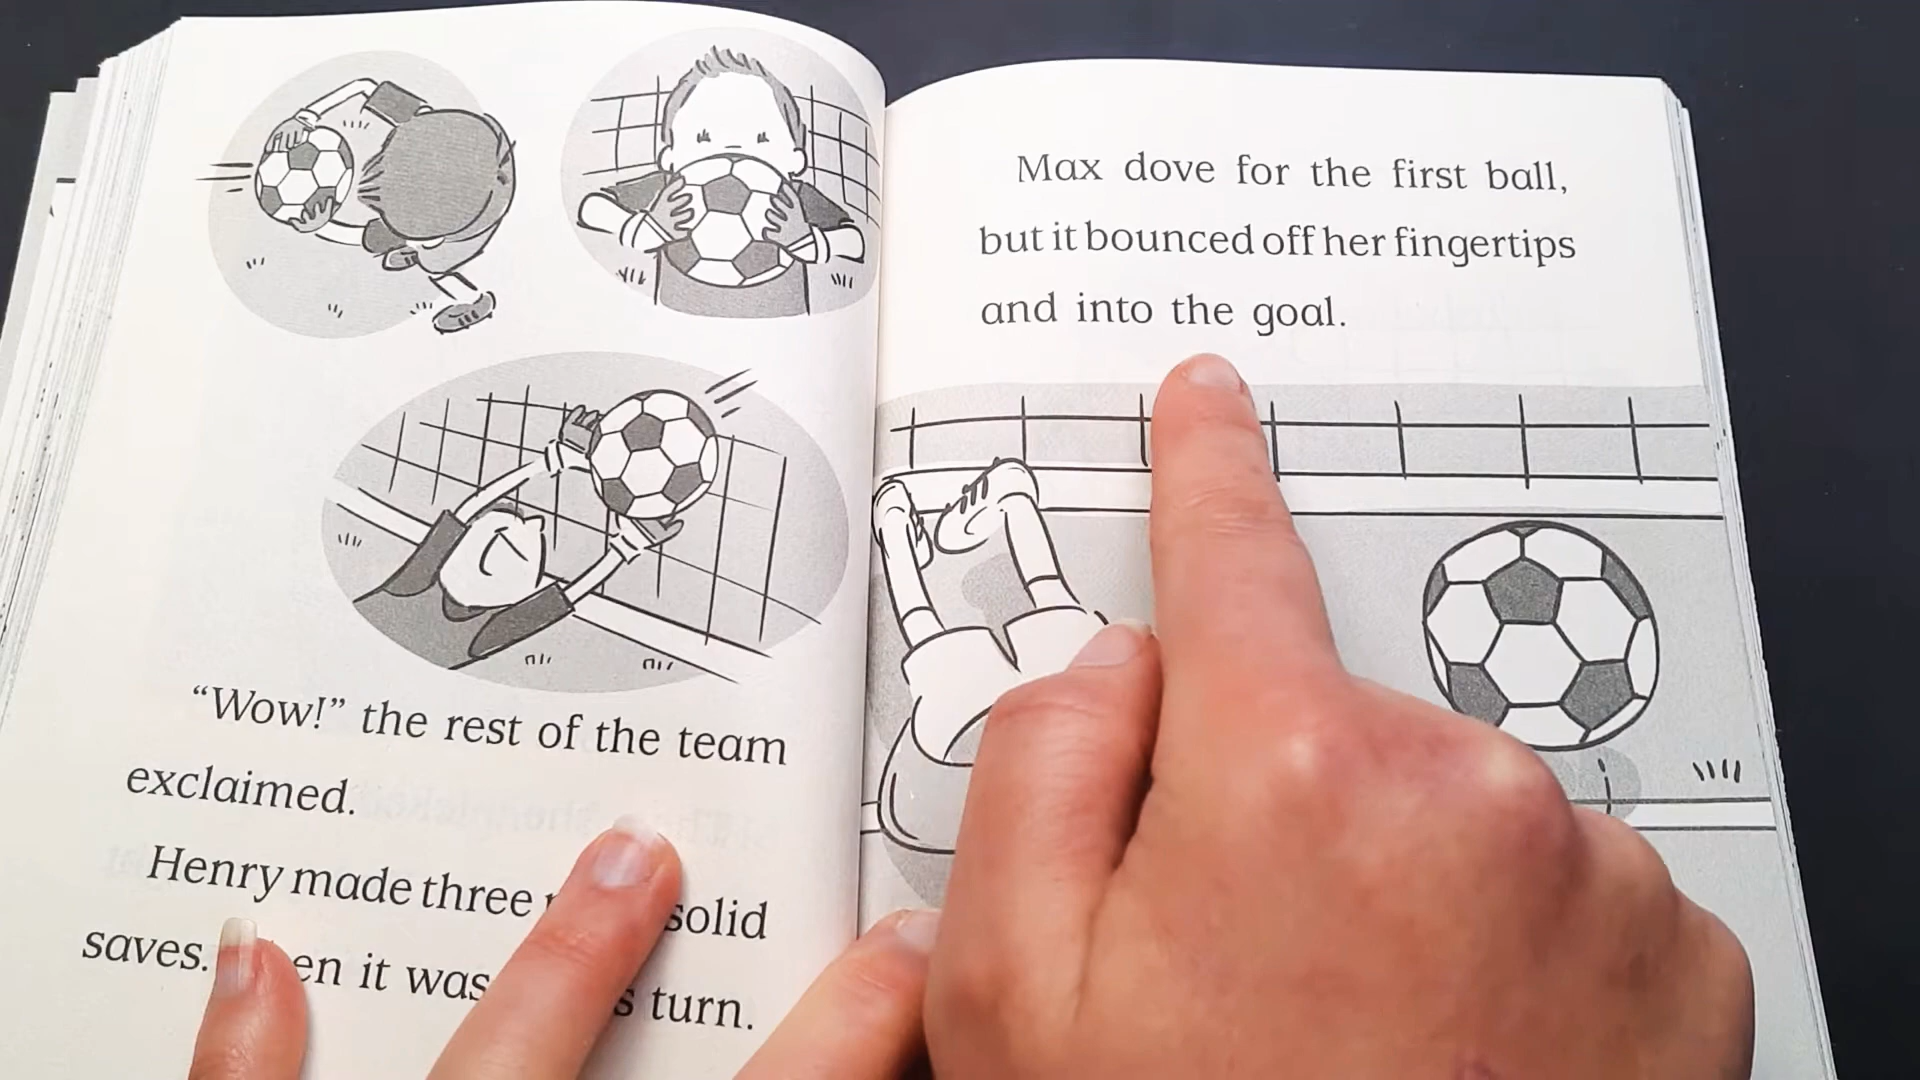 “Wow!” the rest of the team
exclaimed.
Henry made three solid
saves. it was turn.
Max dove for the first ball,
but it bounced off her fingertips
and into the goal.